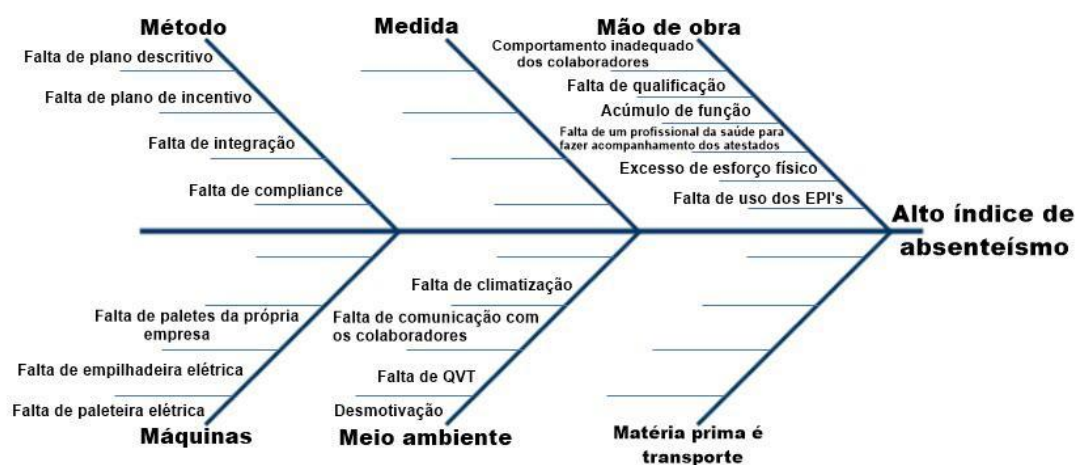 Método
Falta de plano descritivo
Falta de plano de incentivo
Falta de integração
Falta de compliance
Medida
Mão de obra
Comportamento inadequado
dos colaboradores
Falta de qualificação
Acúmulo de função
Falta de um profissional da saúde para
fazer acompanhamento dos atestados
Excesso de esforço físico
Falta de uso dos EPI's
Alto índice de
absenteísmo
Falta de paletes da própria
empresa
Falta de empilhadeira elétrica
Falta de paleteira elétrica
Máquinas
Falta de climatização
Falta de comunicação com
os colaboradores
Falta de QVT
Desmotivação
Meio ambiente
Matéria prima é
transporte